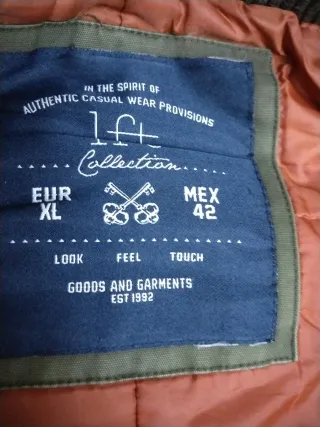 IN THE SPIRIT OF
AUTHENTIC CASUAL WEAR PROVISIONS
lft
Collection
EUR MEX
XL 42
LOOK FEEL TOUCH
GOODS AND GARMENTS
EST 1992